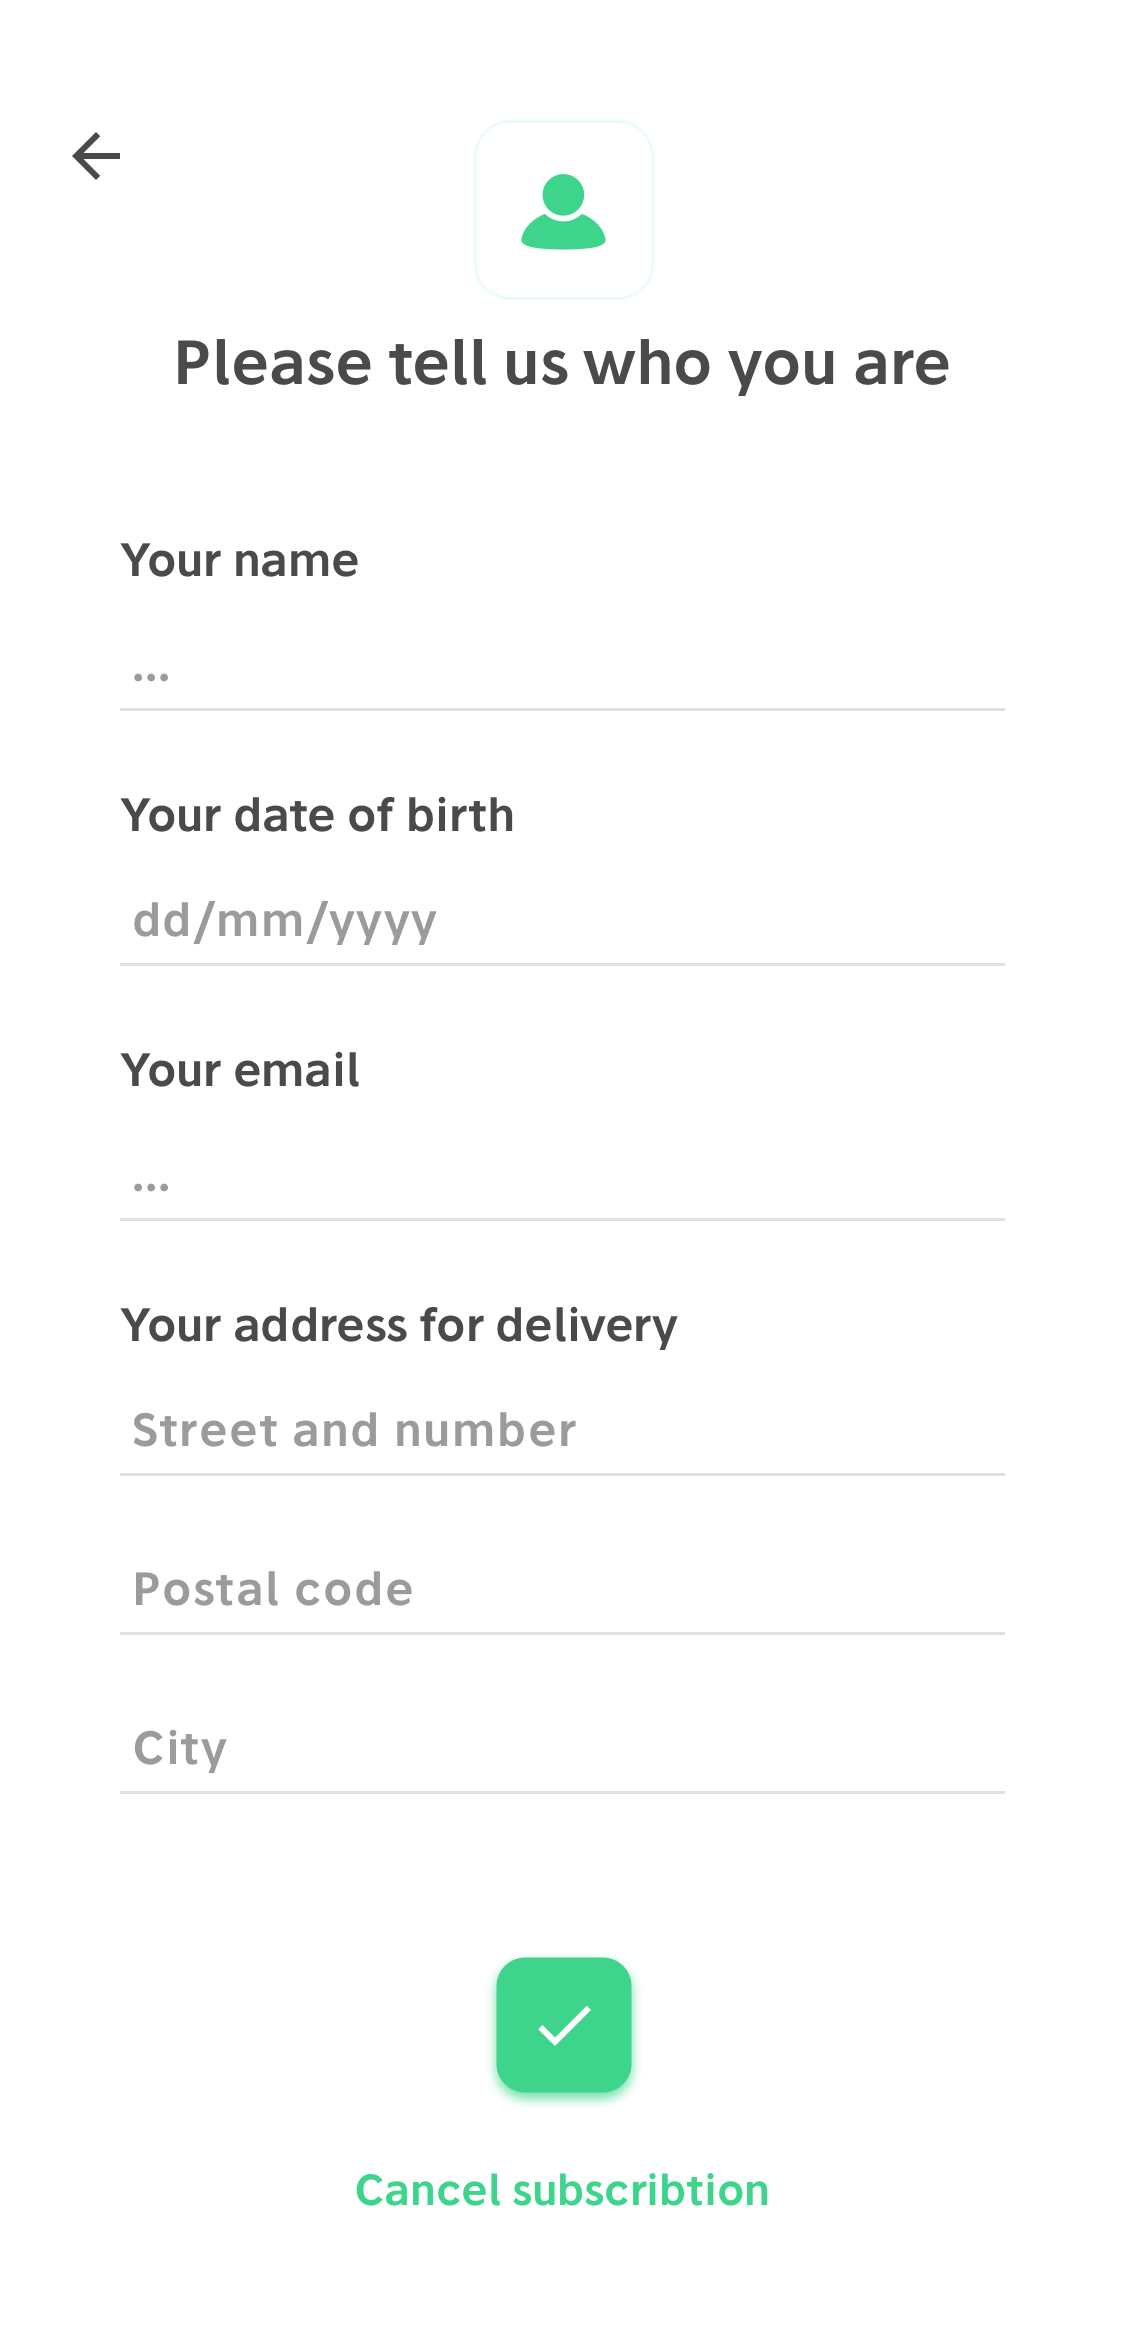 Please tell us who you are
Your name
...
Your date of birth
dd/mm/yyyy
Your email
...
Your address for delivery
Street and number
Postal code
City
Cancel subscribtion